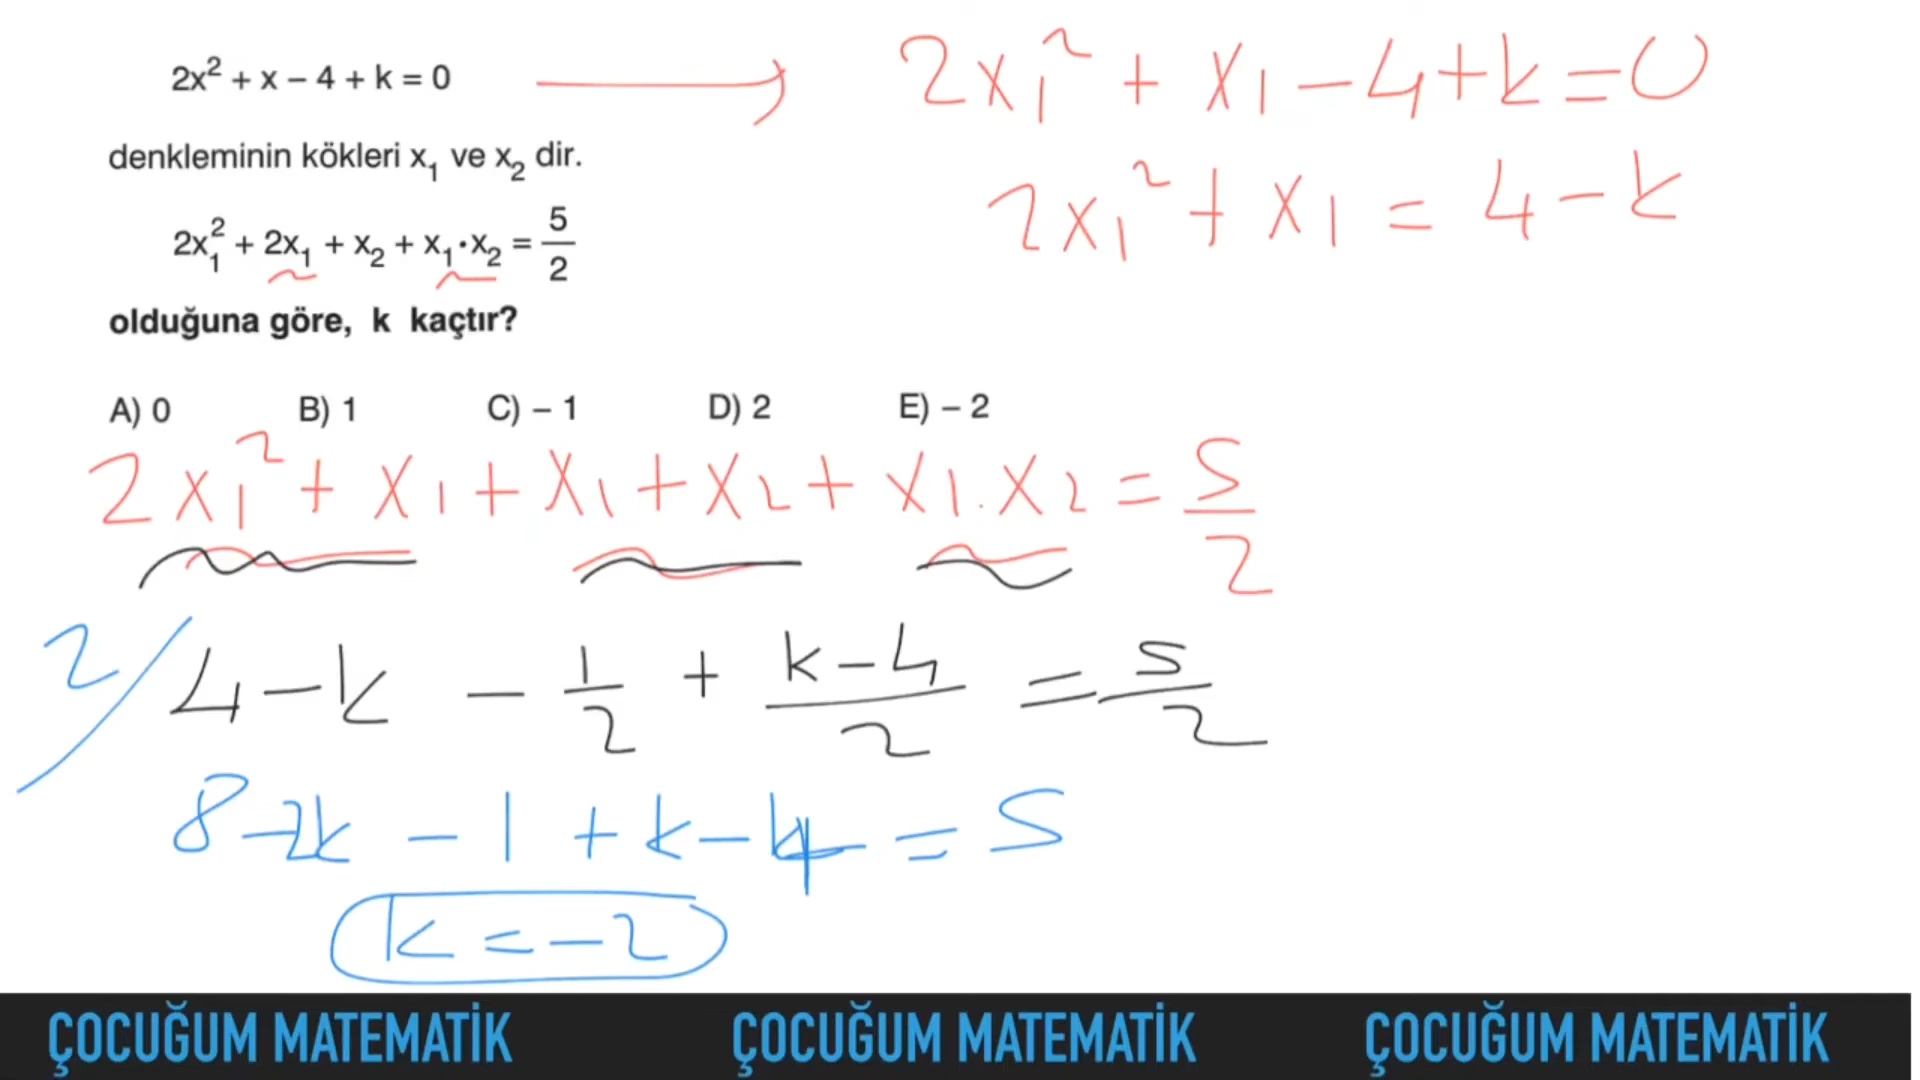 2x² + x – 4 + k = 0
2x₁² + x₁ – 4 + k = 0
denkleminin kökleri x₁ ve x₂ dir.
2x₁² + x₁ = 4 – k
2x₁² + 2x₁ + x₂ + x₁·x₂ = 5/2
olduğuna göre, k kaçtır?
A) 0 B) 1 C) – 1 D) 2 E) – 2
2x₁² + x₁ + x₁ + x₂ + x₁.x₂ = 5/2
2/ 4 – k – 1/2 + (k – 4)/2 = 5/2
8 – 2k – 1 + k – 4 = 5
k = – 2
ÇOCUĞUM MATEMATİK ÇOCUĞUM MATEMATİK ÇOCUĞUM MATEMATİK